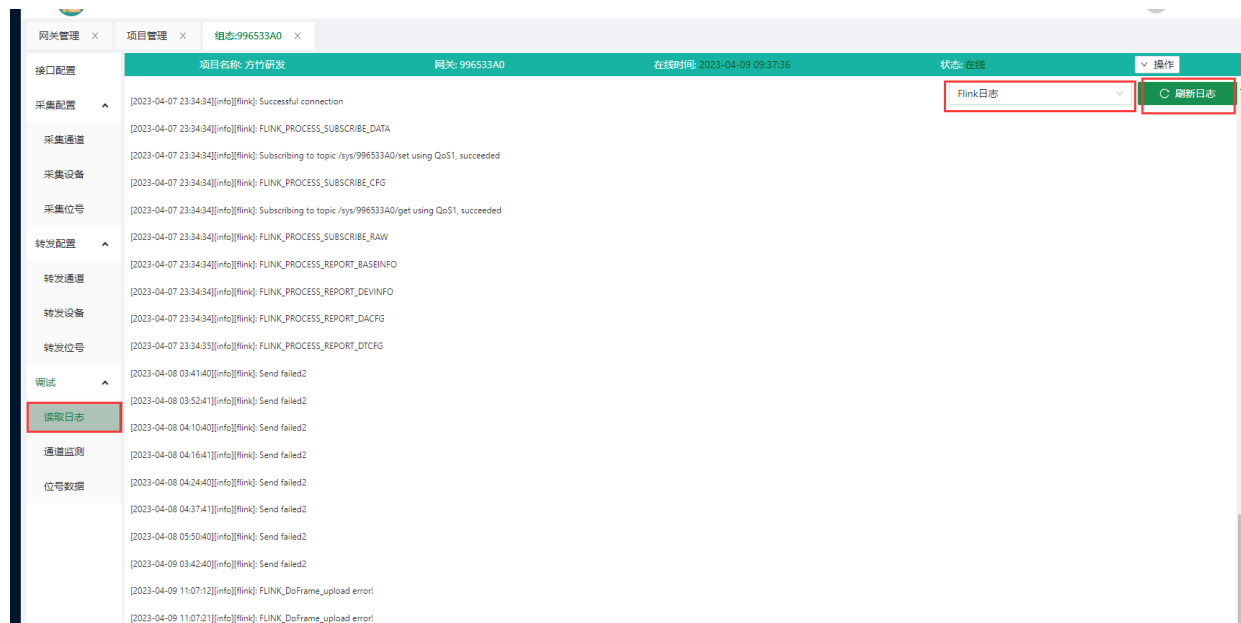 网关管理 × 项目管理 × 组态:996533A0 ×
项目名称: 方竹研发 网关: 996533A0 在线时间: 2023-04-09 09:37:36 状态: 在线 操作
接口配置
采集配置
采集通道
采集设备
采集位号
转发配置
转发通道
转发设备
转发位号
调试
读取日志
通道监测
位号数据
Flink日志 刷新日志
[2023-04-07 23:34:34][info][flink]: Successful connection
[2023-04-07 23:34:34][info][flink]: FLINK_PROCESS_SUBSCRIBE_DATA
[2023-04-07 23:34:34][info][flink]: Subscribing to topic /sys/996533A0/set using QoS1, succeeded
[2023-04-07 23:34:34][info][flink]: FLINK_PROCESS_SUBSCRIBE_CFG
[2023-04-07 23:34:34][info][flink]: Subscribing to topic /sys/996533A0/get using QoS1, succeeded
[2023-04-07 23:34:34][info][flink]: FLINK_PROCESS_SUBSCRIBE_RAW
[2023-04-07 23:34:34][info][flink]: FLINK_PROCESS_REPORT_BASEINFO
[2023-04-07 23:34:34][info][flink]: FLINK_PROCESS_REPORT_DEVINFO
[2023-04-07 23:34:34][info][flink]: FLINK_PROCESS_REPORT_DACFG
[2023-04-07 23:34:35][info][flink]: FLINK_PROCESS_REPORT_DTCFG
[2023-04-08 03:41:40][info][flink]: Send failed2
[2023-04-08 03:52:41][info][flink]: Send failed2
[2023-04-08 04:10:40][info][flink]: Send failed2
[2023-04-08 04:16:41][info][flink]: Send failed2
[2023-04-08 04:24:40][info][flink]: Send failed2
[2023-04-08 04:37:41][info][flink]: Send failed2
[2023-04-08 05:50:40][info][flink]: Send failed2
[2023-04-09 03:42:40][info][flink]: Send failed2
[2023-04-09 11:07:12][info][flink]: FLINK_DoFrame_upload error!
[2023-04-09 11:07:21][info][flink]: FLINK_DoFrame_upload error!